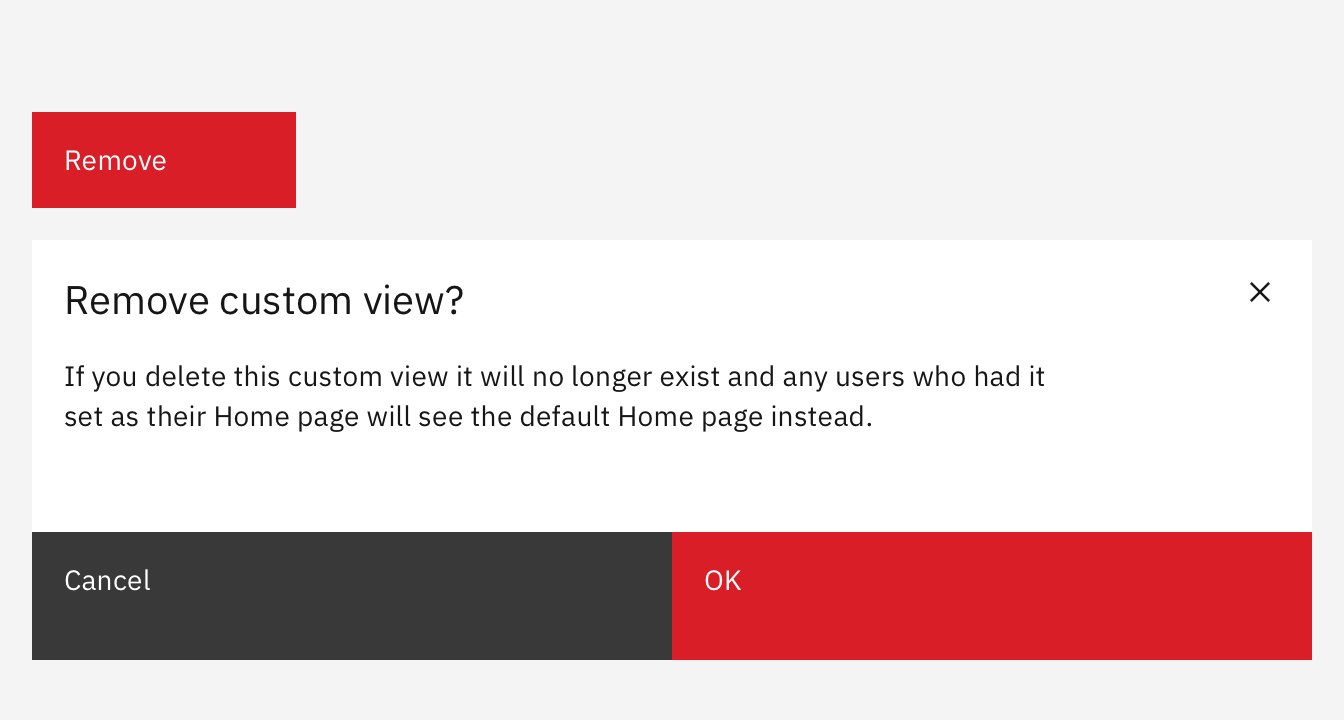 Remove
Remove custom view?
If you delete this custom view it will no longer exist and any users who had it
set as their Home page will see the default Home page instead.
Cancel
OK